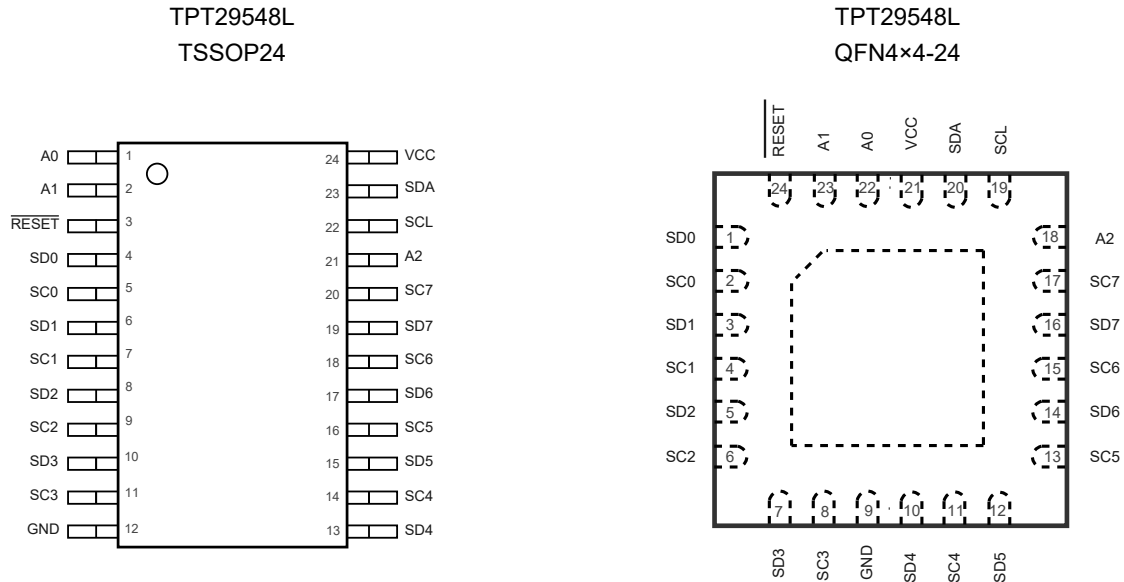 TPT29548L
TSSOP24
A0 1 24 VCC
A1 2 23 SDA
RESET 3 22 SCL
SD0 4 21 A2
SC0 5 20 SC7
SD1 6 19 SD7
SC1 7 18 SC6
SD2 8 17 SD6
SC2 9 16 SC5
SD3 10 15 SD5
SC3 11 14 SC4
GND 12 13 SD4
TPT29548L
QFN4×4-24
RESET A1 A0 VCC SDA SCL
24 23 22 21 20 19
SD0 1 18 A2
SC0 2 17 SC7
SD1 3 16 SD7
SC1 4 15 SC6
SD2 5 14 SD6
SC2 6 13 SC5
7 8 9 10 11 12
SD3 SC3 GND SD4 SC4 SD5